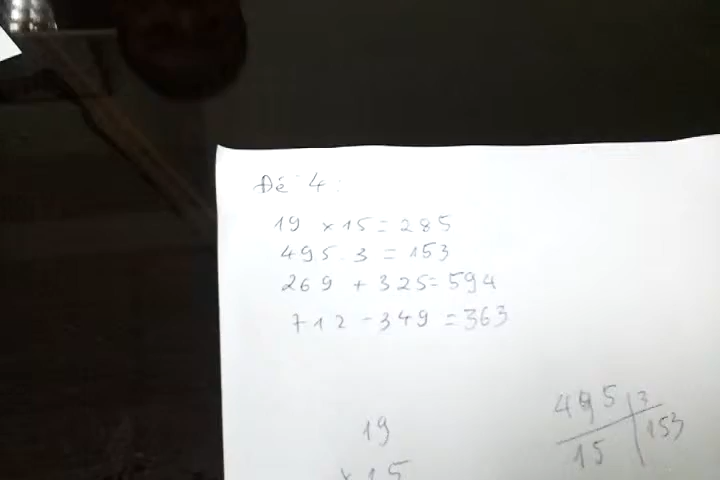 Đề 4:
19 x 15 = 285
495 : 3 = 153
269 + 325 = 594
712 - 349 = 363
19
x 15
495 3
15 153